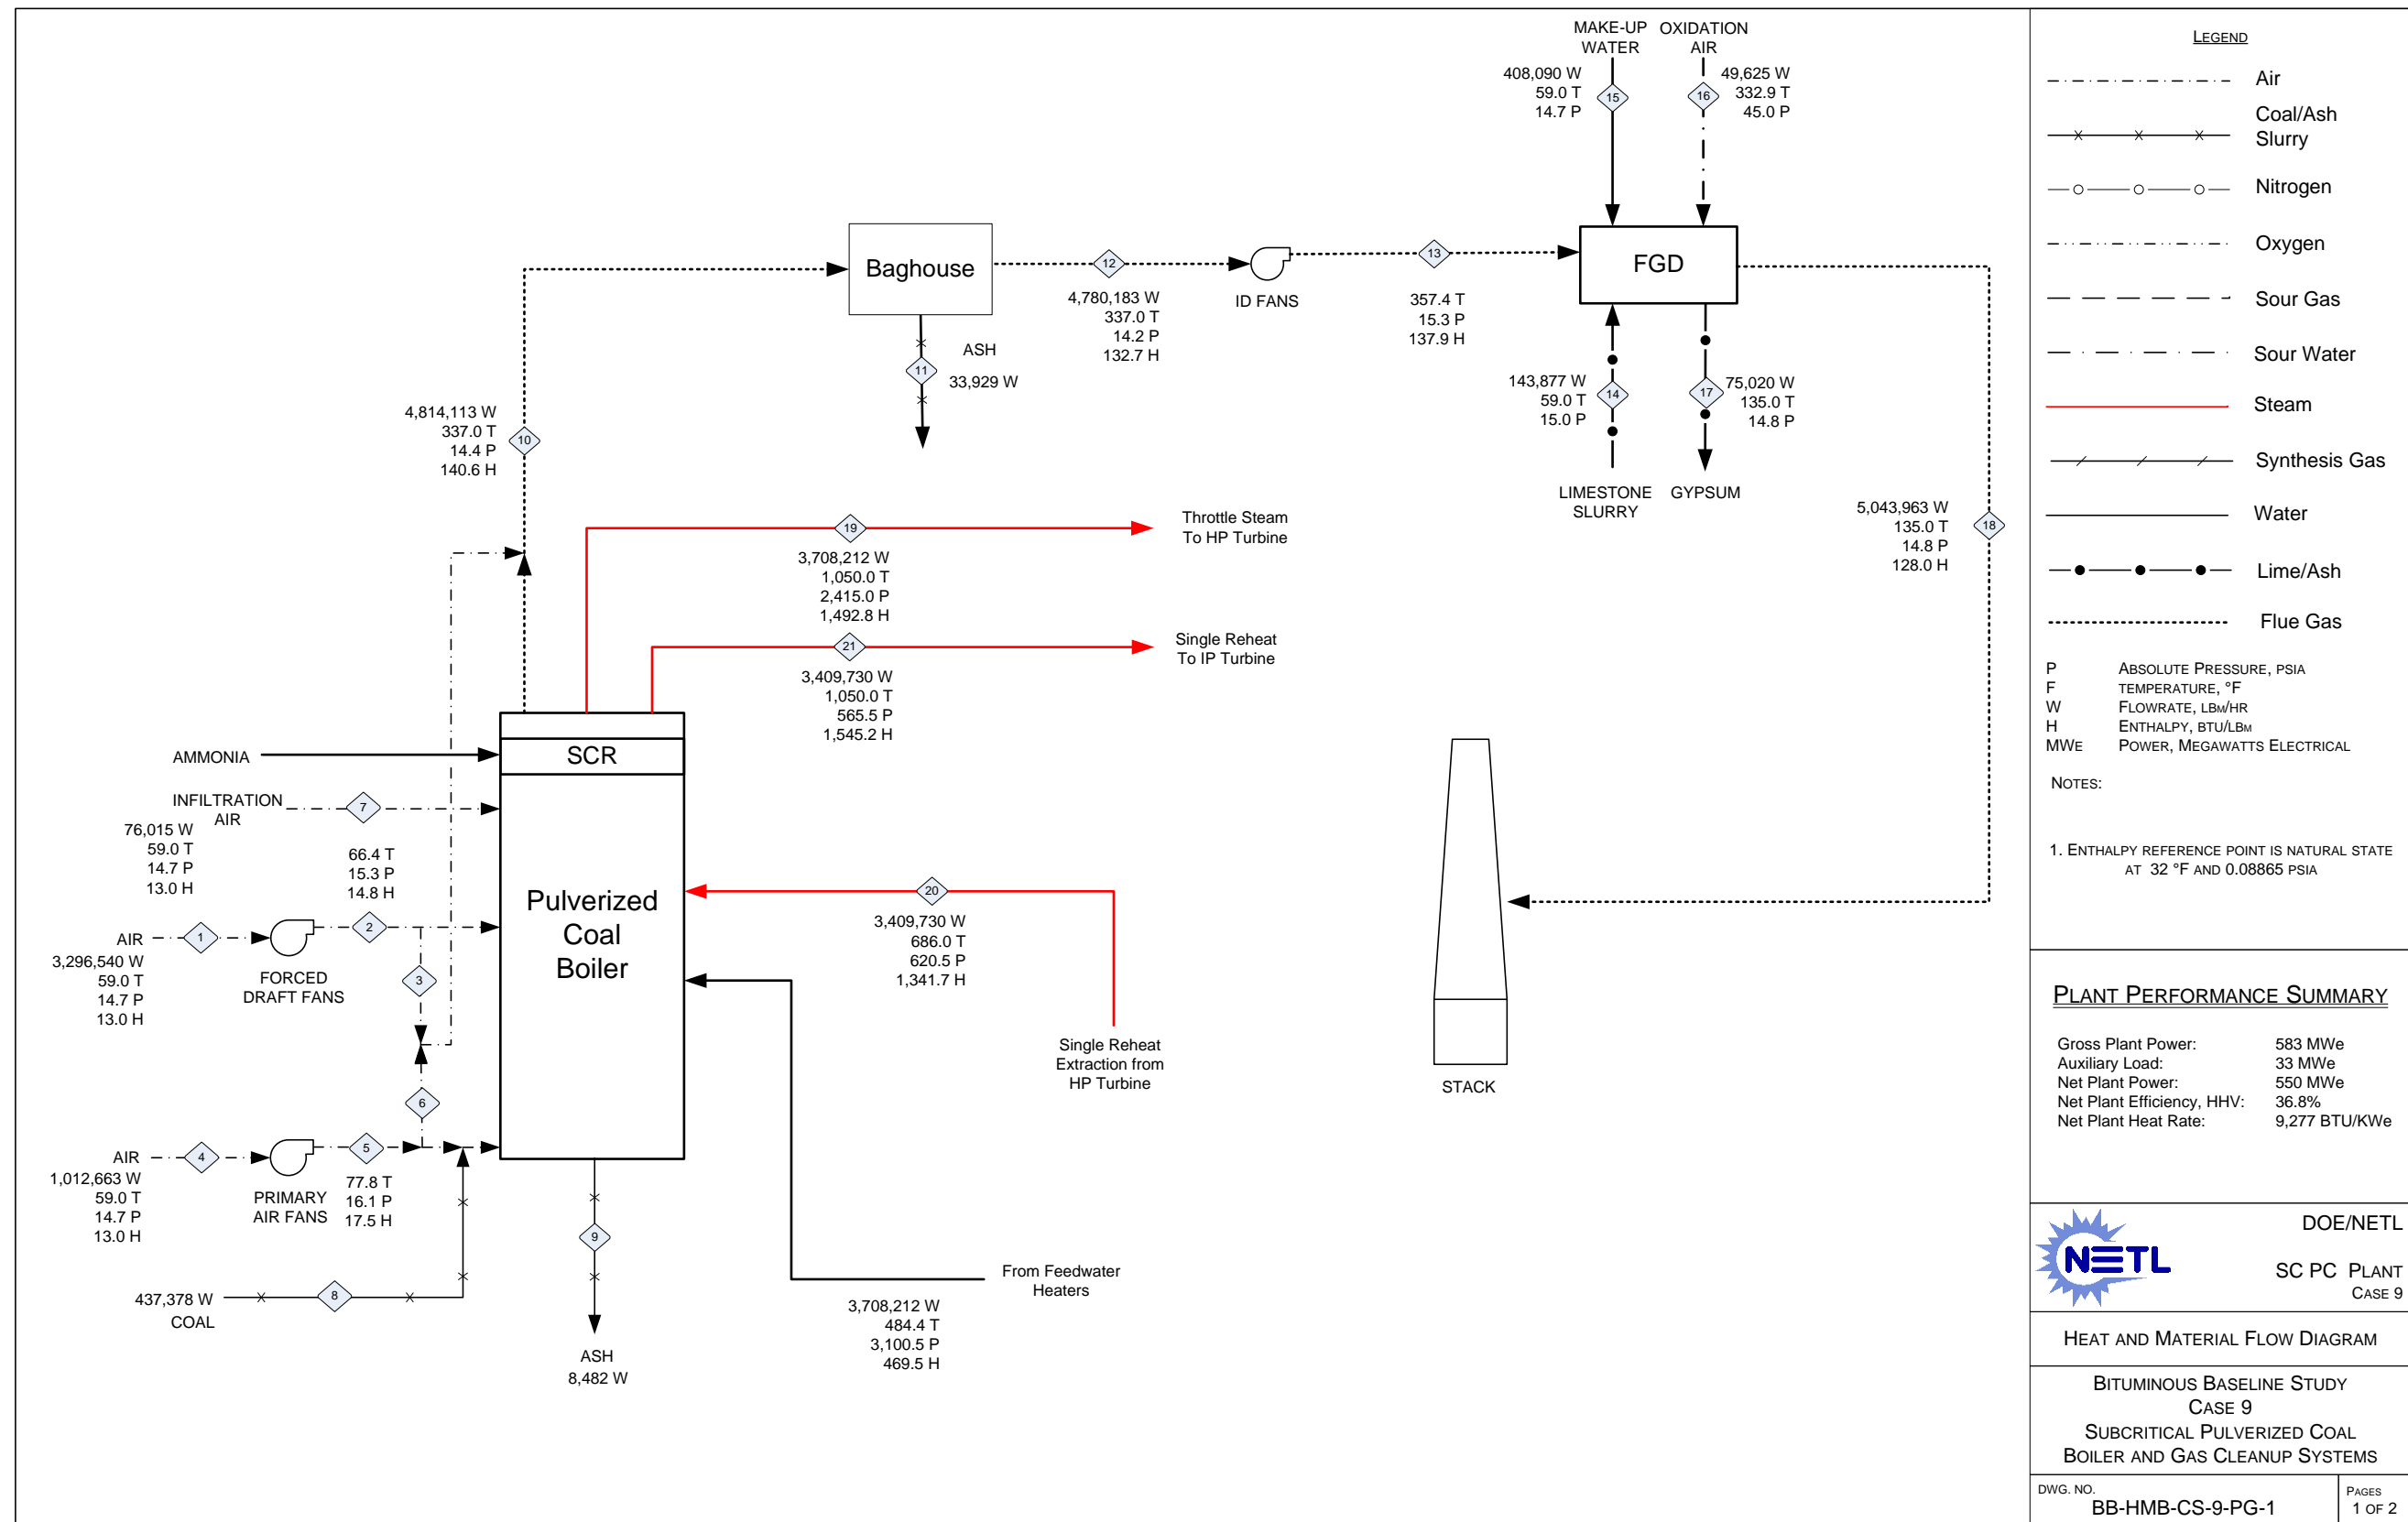 MAKE-UP
WATER
OXIDATION
AIR
408,090 W
59.0 T
14.7 P
15
16
49,625 W
332.9 T
45.0 P
Baghouse
12
4,780,183 W
337.0 T
14.2 P
132.7 H
ID FANS
13
357.4 T
15.3 P
137.9 H
FGD
ASH
11
33,929 W
143,877 W
59.0 T
15.0 P
14
17
75,020 W
135.0 T
14.8 P
LIMESTONE
SLURRY
GYPSUM
4,814,113 W
337.0 T
14.4 P
140.6 H
10
5,043,963 W
135.0 T
14.8 P
128.0 H
18
19
Throttle Steam
To HP Turbine
3,708,212 W
1,050.0 T
2,415.0 P
1,492.8 H
21
Single Reheat
To IP Turbine
3,409,730 W
1,050.0 T
565.5 P
1,545.2 H
AMMONIA
SCR
INFILTRATION
AIR
7
76,015 W
59.0 T
14.7 P
13.0 H
66.4 T
15.3 P
14.8 H
Pulverized
Coal
Boiler
20
3,409,730 W
686.0 T
620.5 P
1,341.7 H
AIR
1
2
3,296,540 W
59.0 T
14.7 P
13.0 H
FORCED
DRAFT FANS
3
Single Reheat
Extraction from
HP Turbine
STACK
6
AIR
4
5
1,012,663 W
59.0 T
14.7 P
13.0 H
PRIMARY
AIR FANS
77.8 T
16.1 P
17.5 H
9
437,378 W
COAL
8
From Feedwater
Heaters
3,708,212 W
484.4 T
3,100.5 P
469.5 H
ASH
8,482 W
LEGEND
Air
Coal/Ash
Slurry
Nitrogen
Oxygen
Sour Gas
Sour Water
Steam
Synthesis Gas
Water
Lime/Ash
Flue Gas
P ABSOLUTE PRESSURE, PSIA
F TEMPERATURE, °F
W FLOWRATE, LBM/HR
H ENTHALPY, BTU/LBM
MWE POWER, MEGAWATTS ELECTRICAL
NOTES:
1. ENTHALPY REFERENCE POINT IS NATURAL STATE
AT 32 °F AND 0.08865 PSIA
PLANT PERFORMANCE SUMMARY
Gross Plant Power: 583 MWe
Auxiliary Load: 33 MWe
Net Plant Power: 550 MWe
Net Plant Efficiency, HHV: 36.8%
Net Plant Heat Rate: 9,277 BTU/KWe
NETL
DOE/NETL
SC PC PLANT
CASE 9
HEAT AND MATERIAL FLOW DIAGRAM
BITUMINOUS BASELINE STUDY
CASE 9
SUBCRITICAL PULVERIZED COAL
BOILER AND GAS CLEANUP SYSTEMS
DWG. NO.
BB-HMB-CS-9-PG-1
PAGES
1 OF 2